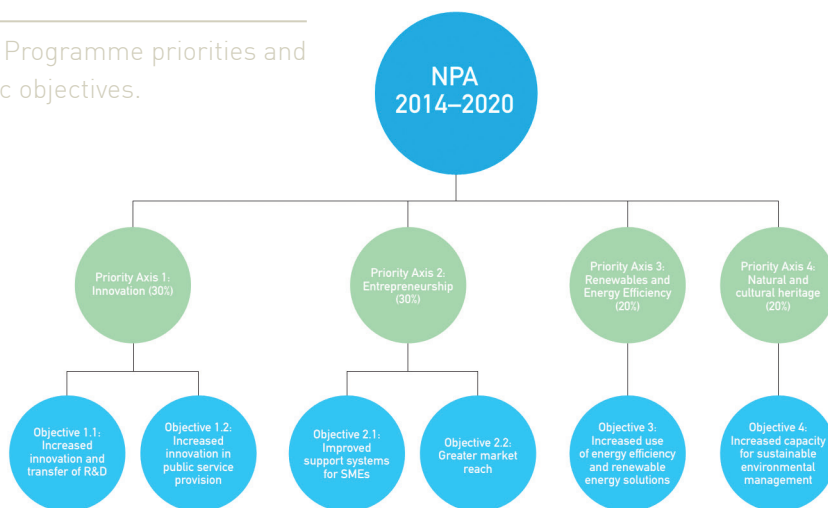 Programme priorities and
c objectives.
NPA
2014–2020
Priority Axis 1:
Innovation (30%)
Priority Axis 2:
Entrepreneurship
(30%)
Priority Axis 3:
Renewables and
Energy Efficiency
(20%)
Priority Axis 4:
Natural and
cultural heritage
(20%)
Objective 1.1:
Increased
innovation and
transfer of R&D
Objective 1.2:
Increased
innovation in
public service
provision
Objective 2.1:
Improved
support systems
for SMEs
Objective 2.2:
Greater market
reach
Objective 3:
Increased use
of energy efficiency
and renewable
energy solutions
Objective 4:
Increased capacity
for sustainable
environmental
management